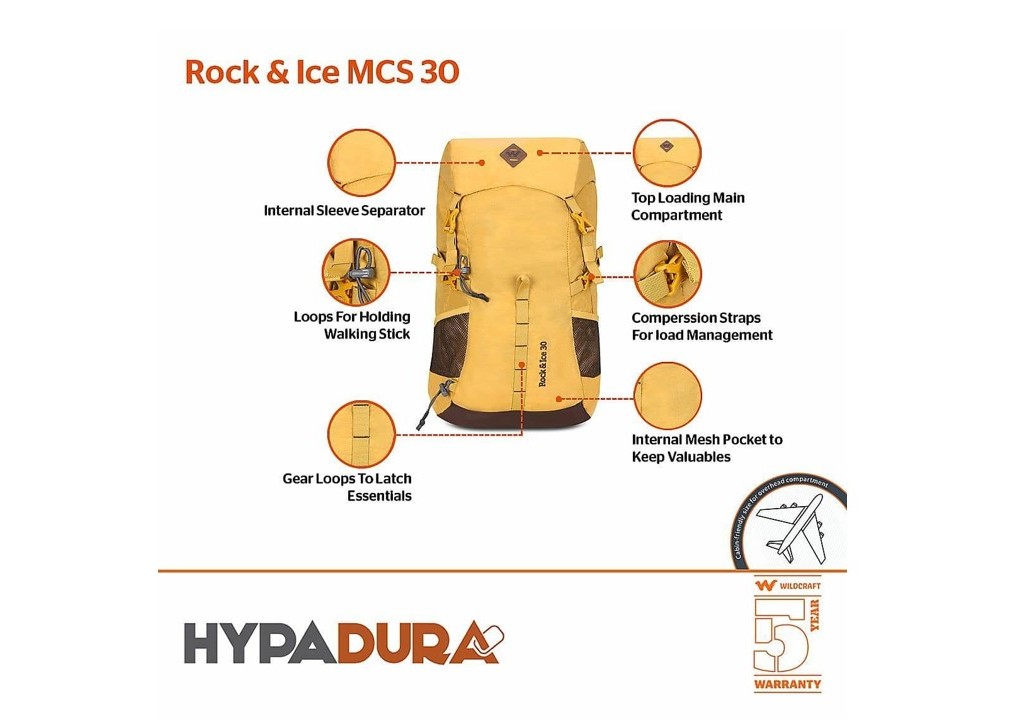 Rock & Ice MCS 30
Internal Sleeve Separator
Top Loading Main
Compartment
Loops For Holding
Walking Stick
Comperssion Straps
For load Management
Rock & Ice 30
Internal Mesh Pocket to
Keep Valuables
Gear Loops To Latch
Essentials
Cabin-friendly size for overhead compartment
HYPADURA
WILDCRAFT
5 YEAR
WARRANTY